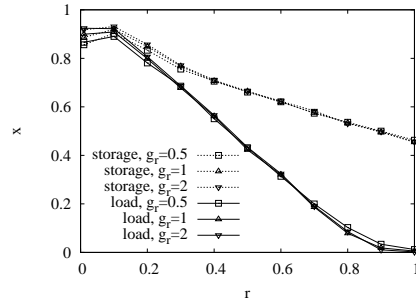 1
0.8
0.6
0.4
0.2
0
x
storage, g_r=0.5
storage, g_r=1
storage, g_r=2
load, g_r=0.5
load, g_r=1
load, g_r=2
0 0.2 0.4 0.6 0.8 1
r